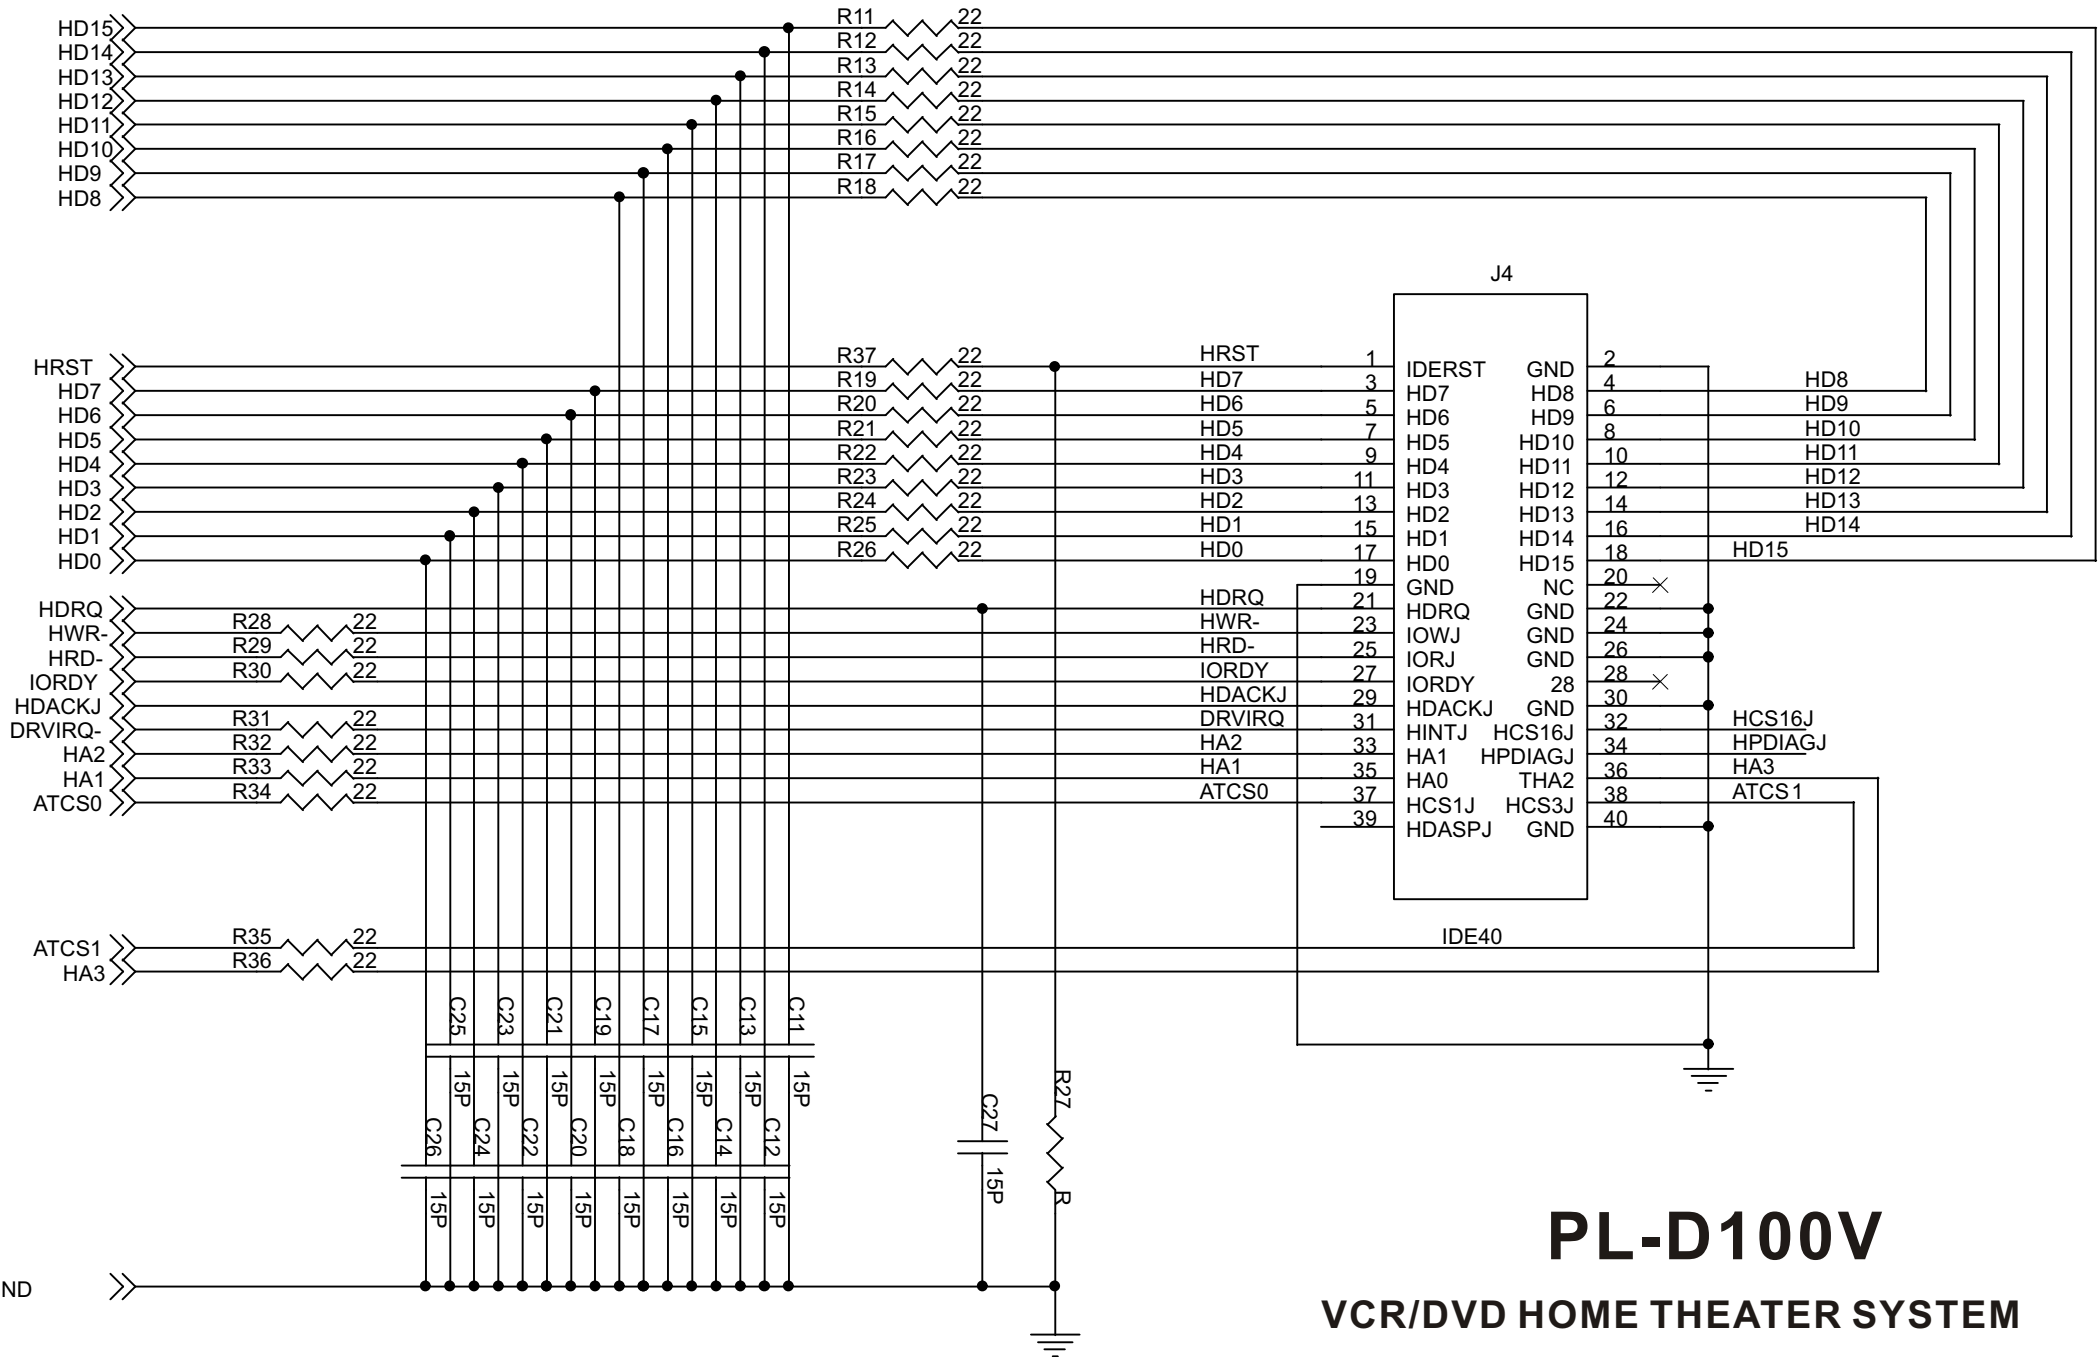 HD15 R11 22
HD14 R12 22
HD13 R13 22
HD12 R14 22
HD11 R15 22
HD10 R16 22
HD9 R17 22
HD8 R18 22
J4
HRST R37 22 HRST 1 IDERST GND 2
HD7 R19 22 HD7 3 HD7 HD8 4 HD8
HD6 R20 22 HD6 5 HD6 HD9 6 HD9
HD5 R21 22 HD5 7 HD5 HD10 8 HD10
HD4 R22 22 HD4 9 HD4 HD11 10 HD11
HD3 R23 22 HD3 11 HD3 HD12 12 HD12
HD2 R24 22 HD2 13 HD2 HD13 14 HD13
HD1 R25 22 HD1 15 HD1 HD14 16 HD14
HD0 R26 22 HD0 17 HD0 HD15 18 HD15
19 GND NC 20
HDRQ HDRQ 21 HDRQ GND 22
HWR- R28 22 HWR- 23 IOWJ GND 24
HRD- R29 22 HRD- 25 IORJ GND 26
IORDY R30 22 IORDY 27 IORDY 28 28
HDACKJ HDACKJ 29 HDACKJ GND 30
DRVIRQ- R31 22 DRVIRQ 31 HINTJ HCS16J 32 HCS16J
HA2 R32 22 HA2 33 HA1 HPDIAGJ 34 HPDIAGJ
HA1 R33 22 HA1 35 HA0 THA2 36 HA3
ATCS0 R34 22 ATCS0 37 HCS1J HCS3J 38 ATCS1
39 HDASPJ GND 40
ATCS1 R35 22 IDE40
HA3 R36 22
C25 C23 C21 C19 C17 C15 C13 C11
15P 15P 15P 15P 15P 15P 15P 15P
R27
C26 C24 C22 C20 C18 C16 C14 C12 C27
15P 15P 15P 15P 15P 15P 15P 15P 15P R
ND
PL-D100V
VCR/DVD HOME THEATER SYSTEM